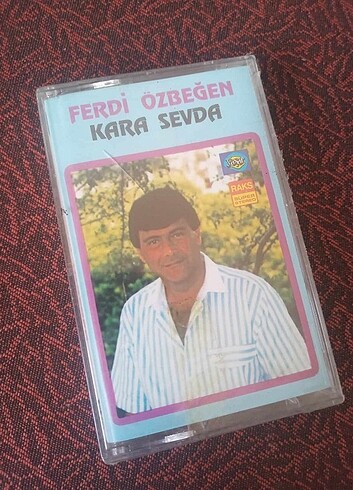 FERDİ ÖZBEĞEN
KARA SEVDA
RAKS